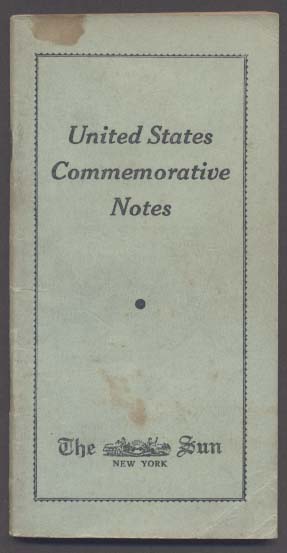 United States
Commemorative
Notes
The Sun
NEW YORK